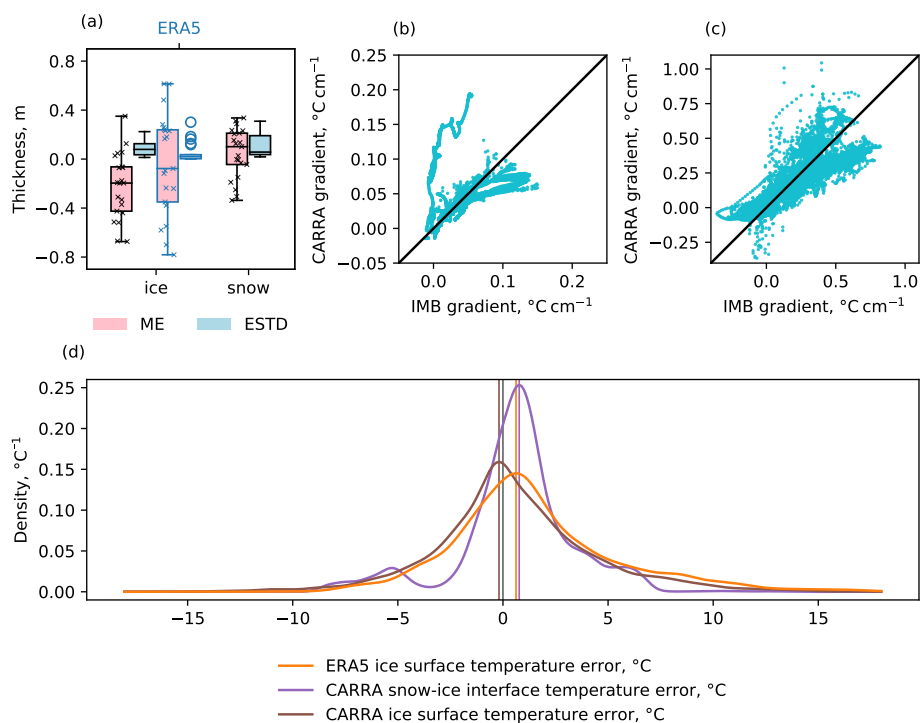 (a)
ERA5
Thickness, m
0.8
0.4
0.0
−0.4
−0.8
ice
snow
ME
ESTD
(b)
CARRA gradient, °C cm⁻¹
0.25
0.20
0.15
0.10
0.05
0.00
−0.05
0.0
0.1
0.2
IMB gradient, °C cm⁻¹
(c)
CARRA gradient, °C cm⁻¹
1.00
0.75
0.50
0.25
0.00
−0.25
0.0
0.5
1.0
IMB gradient, °C cm⁻¹
(d)
Density, °C⁻¹
0.25
0.20
0.15
0.10
0.05
0.00
−15
−10
−5
0
5
10
15
ERA5 ice surface temperature error, °C
CARRA snow-ice interface temperature error, °C
CARRA ice surface temperature error, °C